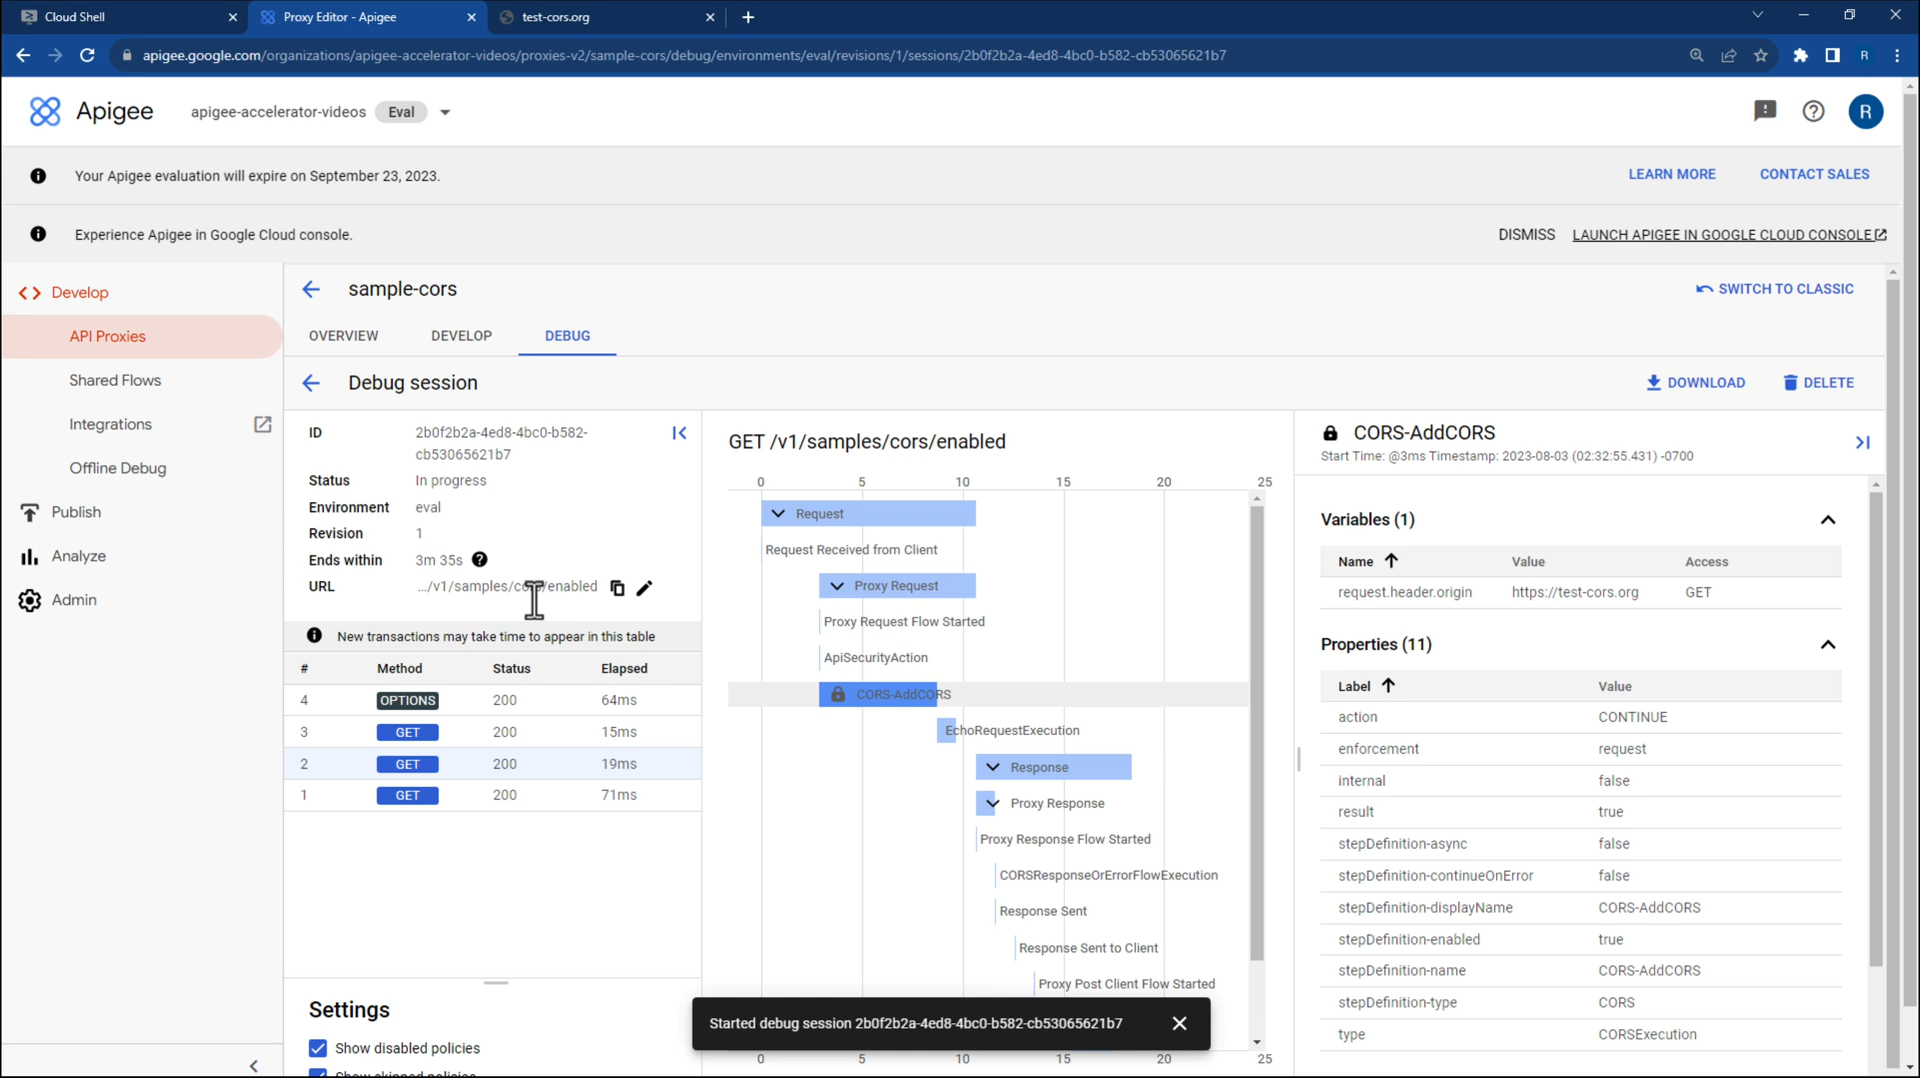 Cloud Shell
Proxy Editor - Apigee
test-cors.org
apigee.google.com/organizations/apigee-accelerator-videos/proxies-v2/sample-cors/debug/environments/eval/revisions/1/sessions/2b0f2b2a-4ed8-4bc0-b582-cb53065621b7
R
Apigee
apigee-accelerator-videos Eval
R
Your Apigee evaluation will expire on September 23, 2023.
LEARN MORE CONTACT SALES
Experience Apigee in Google Cloud console.
DISMISS LAUNCH APIGEE IN GOOGLE CLOUD CONSOLE
Develop
API Proxies
Shared Flows
Integrations
Offline Debug
Publish
Analyze
Admin
sample-cors
SWITCH TO CLASSIC
OVERVIEW DEVELOP DEBUG
Debug session
DOWNLOAD DELETE
ID 2b0f2b2a-4ed8-4bc0-b582-
cb53065621b7
Status In progress
Environment eval
Revision 1
Ends within 3m 35s
URL .../v1/samples/cors/enabled
New transactions may take time to appear in this table
# Method Status Elapsed
4 OPTIONS 200 64ms
3 GET 200 15ms
2 GET 200 19ms
1 GET 200 71ms
Settings
Show disabled policies
Show skipped policies
GET /v1/samples/cors/enabled
0 5 10 15 20 25
Request
Request Received from Client
Proxy Request
Proxy Request Flow Started
ApiSecurityAction
CORS-AddCORS
EchoRequestExecution
Response
Proxy Response
Proxy Response Flow Started
CORSResponseOrErrorFlowExecution
Response Sent
Response Sent to Client
Proxy Post Client Flow Started
Started debug session 2b0f2b2a-4ed8-4bc0-b582-cb53065621b7
0 5 10 15 20 25
CORS-AddCORS
Start Time: @3ms Timestamp: 2023-08-03 (02:32:55.431) -0700
Variables (1)
Name Value Access
request.header.origin https://test-cors.org GET
Properties (11)
Label Value
action CONTINUE
enforcement request
internal false
result true
stepDefinition-async false
stepDefinition-continueOnError false
stepDefinition-displayName CORS-AddCORS
stepDefinition-enabled true
stepDefinition-name CORS-AddCORS
stepDefinition-type CORS
type CORSExecution